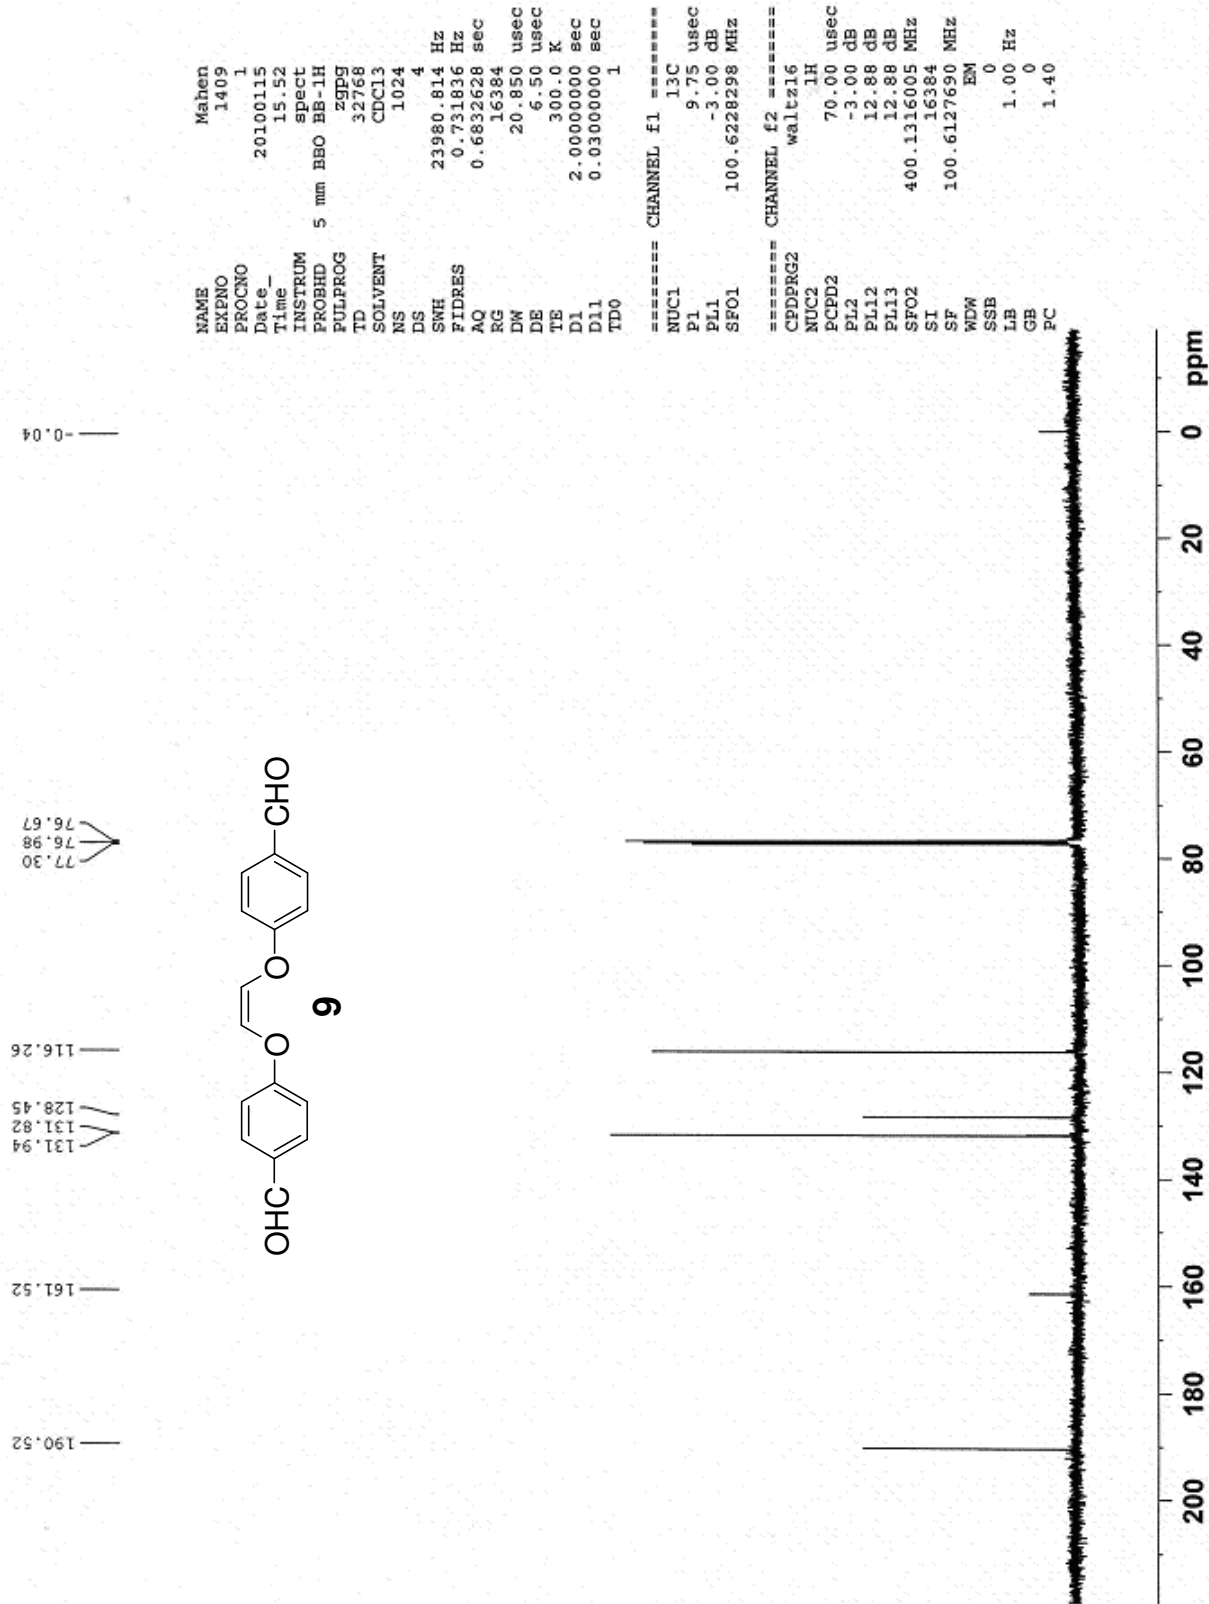 190.52
161.52
131.94
131.82
128.45
116.26
77.30
76.98
76.67
-0.04
OHC
O
O
CHO
9
NAME Mahen
EXPNO 1409
PROCNO 1
Date_ 20100115
Time 15.52
INSTRUM spect
PROBHD 5 mm BBO BB-1H
PULPROG zgpg
TD 32768
SOLVENT CDCl3
NS 1024
DS 4
SWH 23980.814 Hz
FIDRES 0.731836 Hz
AQ 0.6832628 sec
RG 16384
DW 20.850 usec
DE 6.50 usec
TE 300.0 K
D1 2.00000000 sec
D11 0.03000000 sec
TD0 1
======== CHANNEL f1 ========
NUC1 13C
P1 9.75 usec
PL1 -3.00 dB
SFO1 100.6228298 MHz
======== CHANNEL f2 ========
CPDPRG2 waltz16
NUC2 1H
PCPD2 70.00 usec
PL2 -3.00 dB
PL12 12.88 dB
PL13 12.88 dB
SFO2 400.1316005 MHz
SI 16384
SF 100.6127690 MHz
WDW EM
SSB 0
LB 1.00 Hz
GB 0
PC 1.40
200 180 160 140 120 100 80 60 40 20 0 ppm